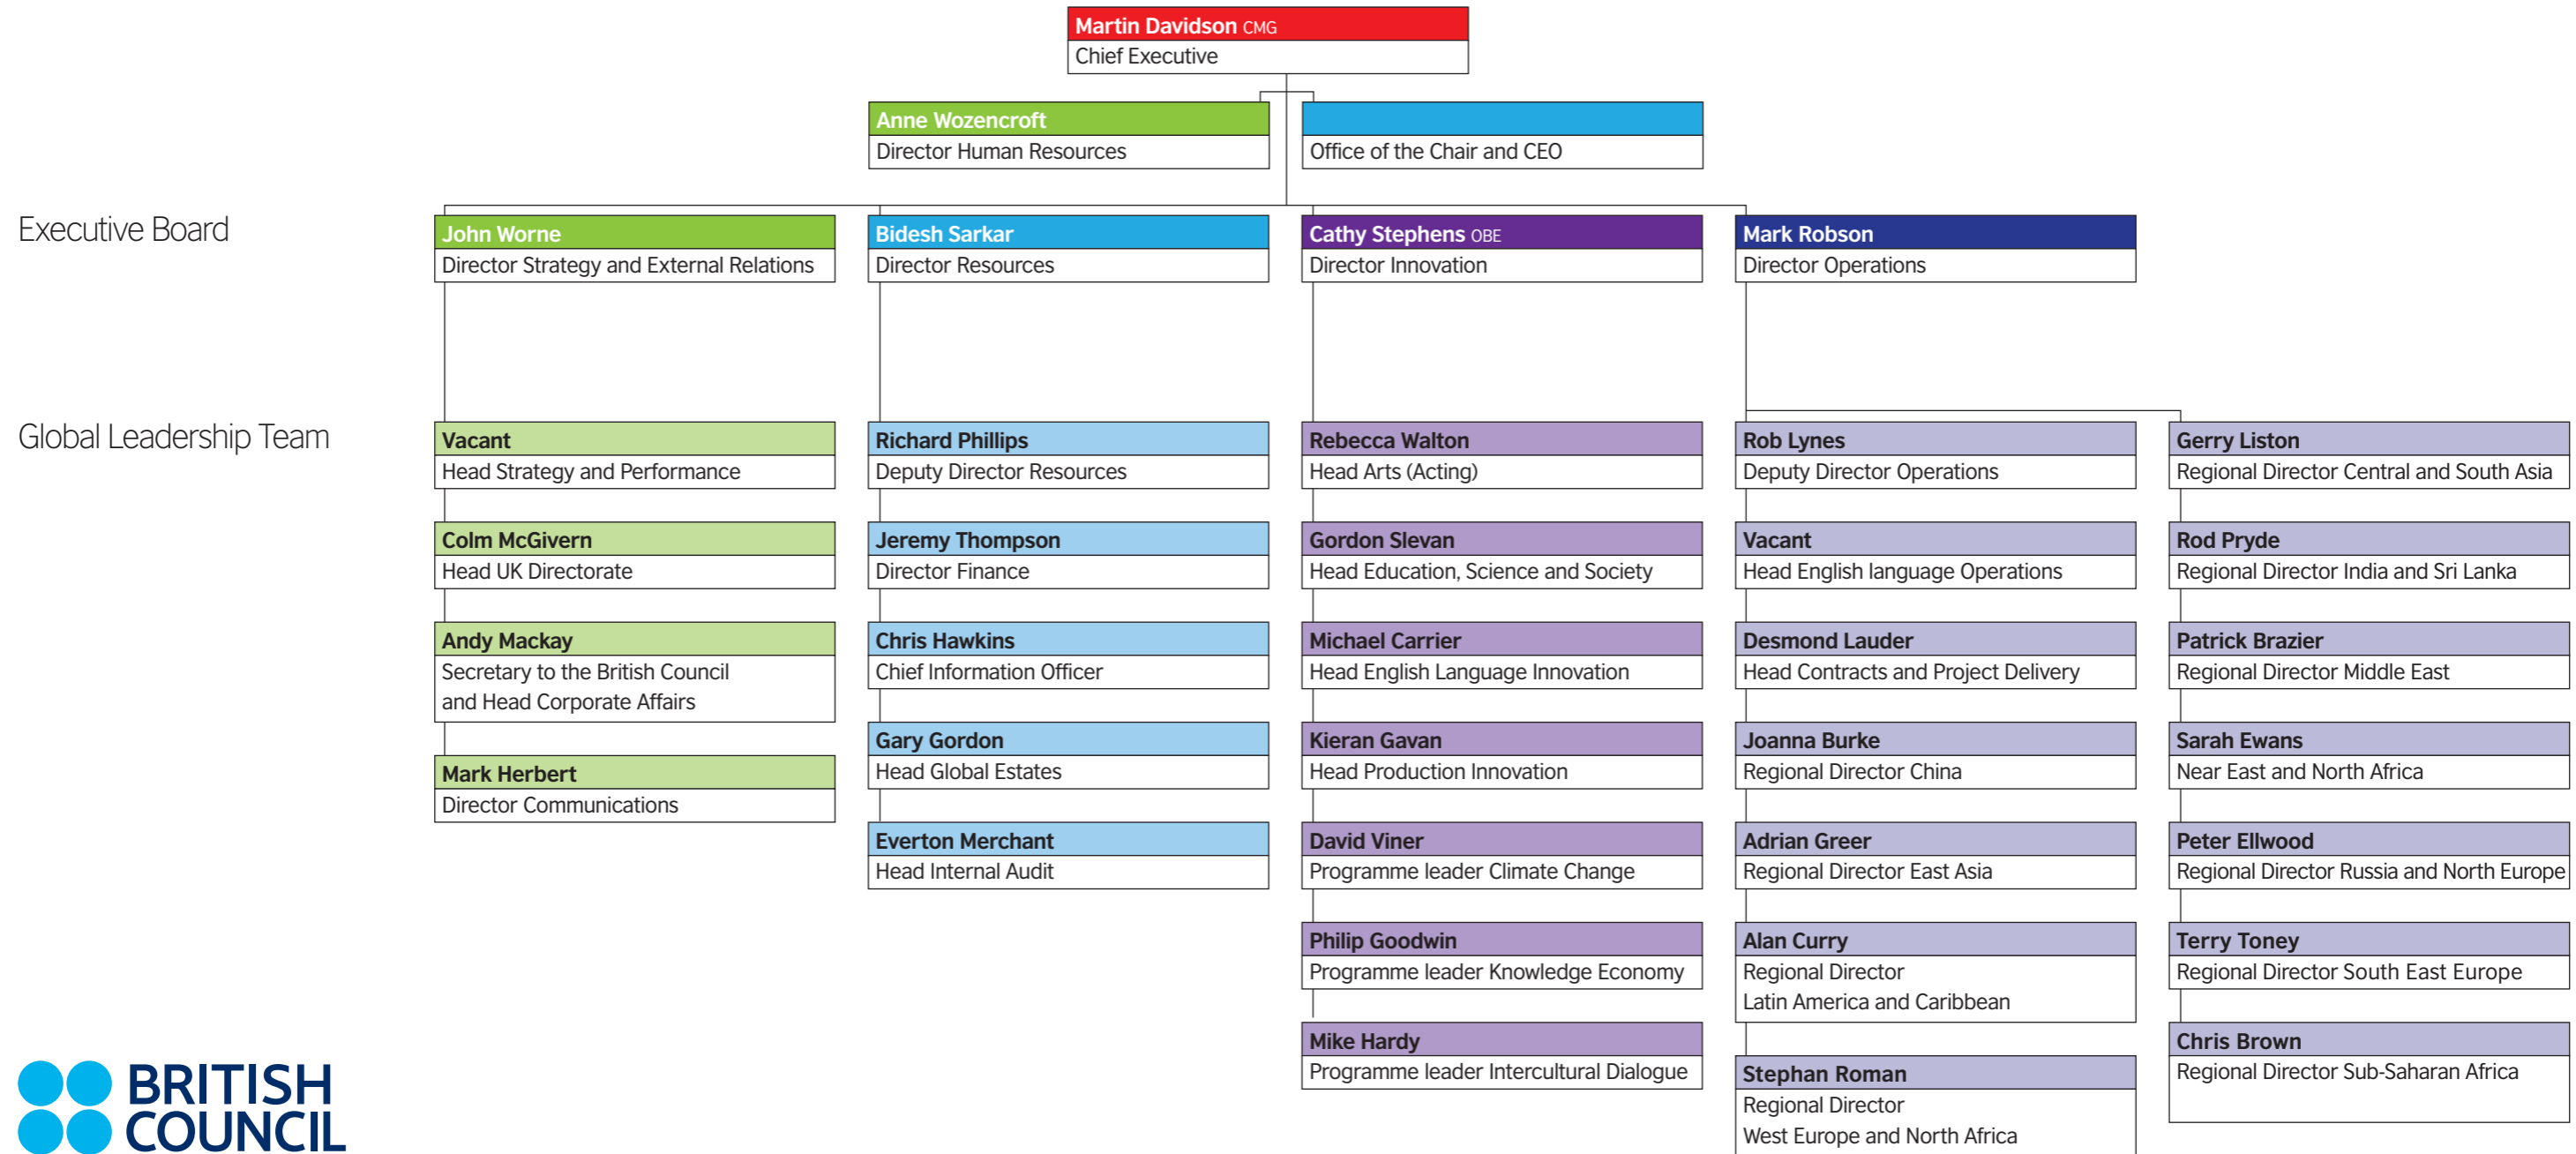 Martin Davidson CMG
Chief Executive
Anne Wozencroft
Director Human Resources
Office of the Chair and CEO
Executive Board
John Worne
Director Strategy and External Relations
Bidesh Sarkar
Director Resources
Cathy Stephens OBE
Director Innovation
Mark Robson
Director Operations
Global Leadership Team
Vacant
Head Strategy and Performance
Colm McGivern
Head UK Directorate
Andy Mackay
Secretary to the British Council
and Head Corporate Affairs
Mark Herbert
Director Communications
Richard Phillips
Deputy Director Resources
Jeremy Thompson
Director Finance
Chris Hawkins
Chief Information Officer
Gary Gordon
Head Global Estates
Everton Merchant
Head Internal Audit
Rebecca Walton
Head Arts (Acting)
Gordon Slevan
Head Education, Science and Society
Michael Carrier
Head English Language Innovation
Kieran Gavan
Head Production Innovation
David Viner
Programme leader Climate Change
Philip Goodwin
Programme leader Knowledge Economy
Mike Hardy
Programme leader Intercultural Dialogue
Rob Lynes
Deputy Director Operations
Vacant
Head English language Operations
Desmond Lauder
Head Contracts and Project Delivery
Joanna Burke
Regional Director China
Adrian Greer
Regional Director East Asia
Alan Curry
Regional Director
Latin America and Caribbean
Stephan Roman
Regional Director
West Europe and North Africa
Gerry Liston
Regional Director Central and South Asia
Rod Pryde
Regional Director India and Sri Lanka
Patrick Brazier
Regional Director Middle East
Sarah Ewans
Near East and North Africa
Peter Ellwood
Regional Director Russia and North Europe
Terry Toney
Regional Director South East Europe
Chris Brown
Regional Director Sub-Saharan Africa
BRITISH
COUNCIL